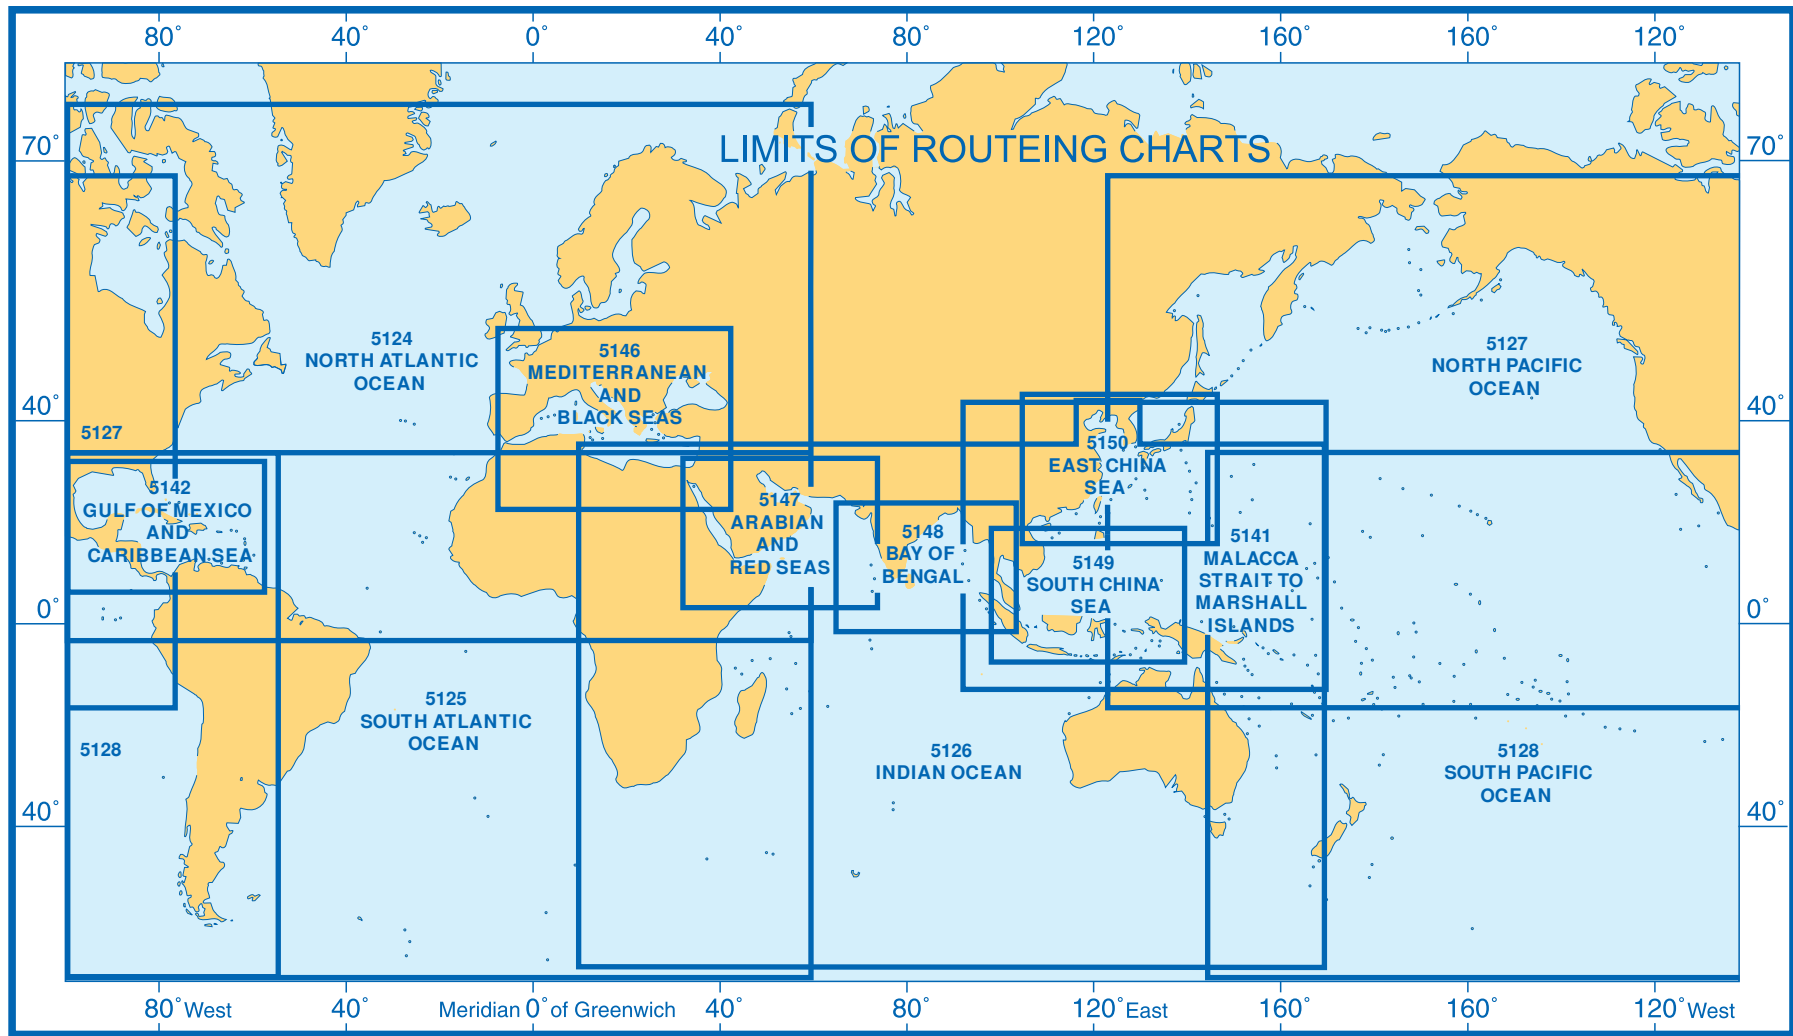 80° 40° 0° 40° 80° 120° 160° 160° 120°
LIMITS OF ROUTEING CHARTS
70° 70°
5124
NORTH ATLANTIC
OCEAN
5146
MEDITERRANEAN
AND
BLACK SEAS
5127
NORTH PACIFIC
OCEAN
40° 40°
5127
5150
EAST CHINA
SEA
5142
GULF OF MEXICO
AND
CARIBBEAN SEA
5147
ARABIAN
AND
RED SEAS
5148
BAY OF
BENGAL
5149
SOUTH CHINA
SEA
5141
MALACCA
STRAIT TO
MARSHALL
ISLANDS
0° 0°
5125
SOUTH ATLANTIC
OCEAN
5128
5126
INDIAN OCEAN
5128
SOUTH PACIFIC
OCEAN
40° 40°
80° West 40° Meridian 0° of Greenwich 40° 80° 120° East 160° 160° 120° West